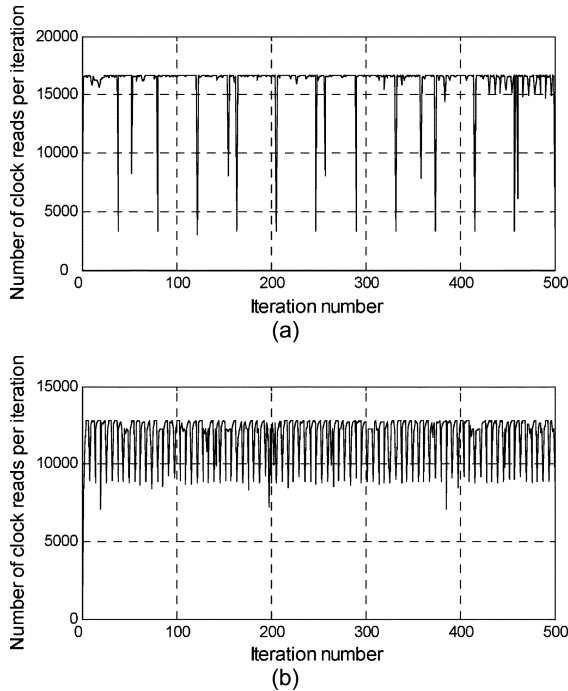 20000
15000
10000
5000
0
Number of clock reads per iteration
0 100 200 300 400 500
Iteration number
(a)
15000
10000
5000
0
Number of clock reads per iteration
0 100 200 300 400 500
Iteration number
(b)